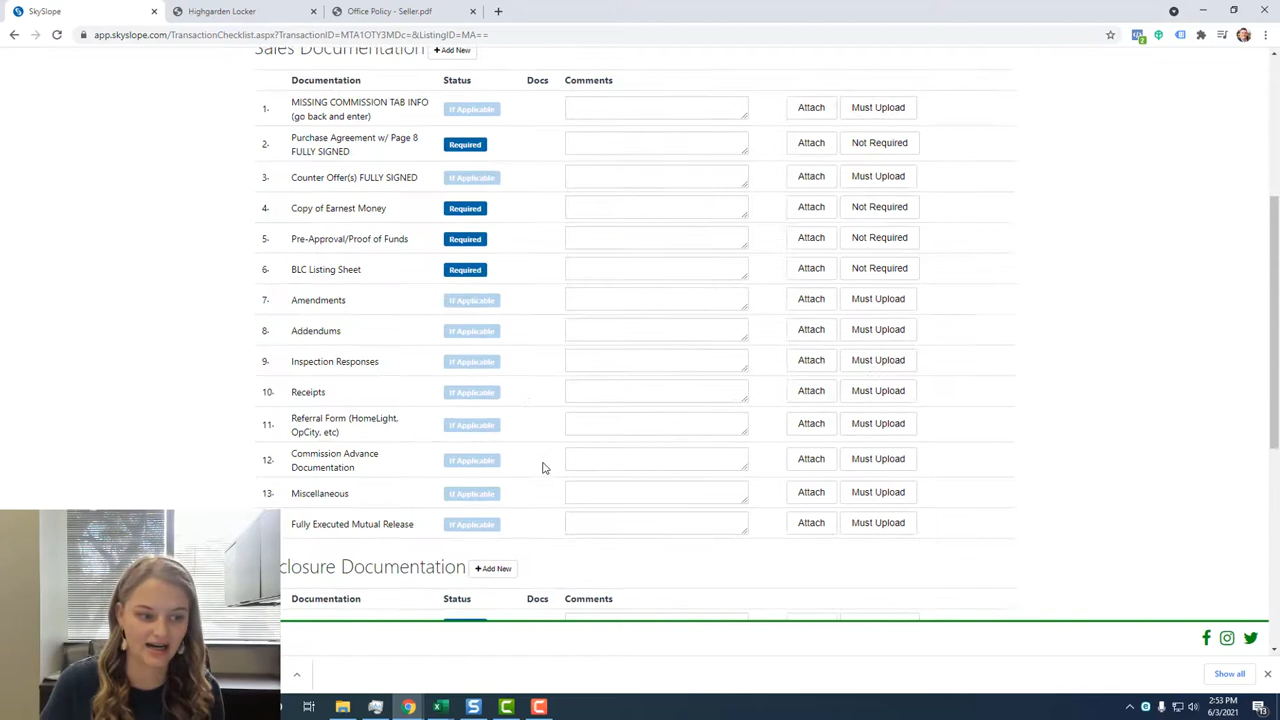 SkySlope
Highgarden Locker
Office Policy - Seller.pdf
app.skyslope.com/TransactionChecklist.aspx?TransactionID=MTA1OTY3MDc=&ListingID=MA==
2
Sales Documentation +Add New
Documentation Status Docs Comments
1- MISSING COMMISSION TAB INFO If Applicable Attach Must Upload
(go back and enter)
2- Purchase Agreement w/ Page 8 Required Attach Not Required
FULLY SIGNED
3- Counter Offer(s) FULLY SIGNED If Applicable Attach Must Upload
4- Copy of Earnest Money Required Attach Not Required
5- Pre-Approval/Proof of Funds Required Attach Not Required
6- BLC Listing Sheet Required Attach Not Required
7- Amendments If Applicable Attach Must Upload
8- Addendums If Applicable Attach Must Upload
9- Inspection Responses If Applicable Attach Must Upload
10- Receipts If Applicable Attach Must Upload
11- Referral Form (HomeLight, If Applicable Attach Must Upload
OpCity, etc)
12- Commission Advance If Applicable Attach Must Upload
Documentation
13- Miscellaneous If Applicable Attach Must Upload
Fully Executed Mutual Release If Applicable Attach Must Upload
closure Documentation +Add New
Documentation Status Docs Comments
Show all
2:53 PM
6/3/2021